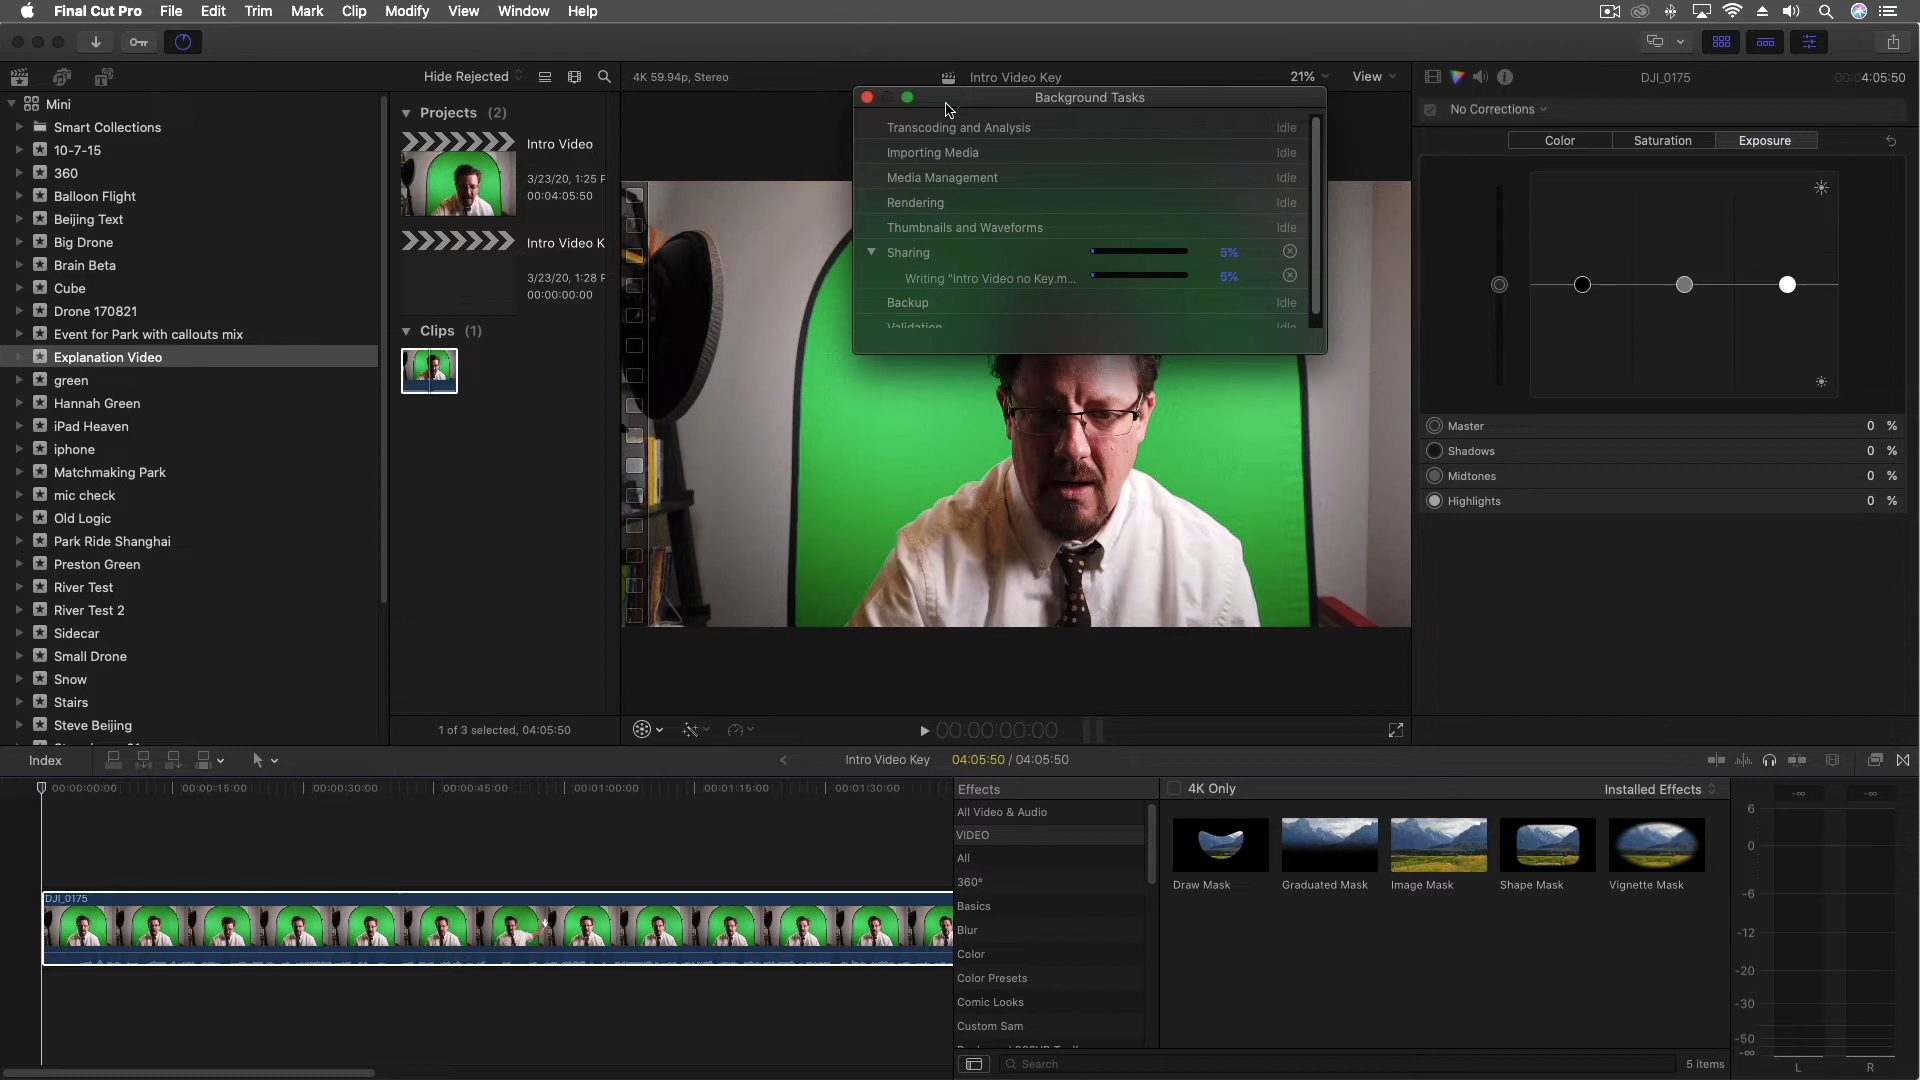 Final Cut Pro File Edit Trim Mark Clip Modify View Window Help
Hide Rejected
4K 59.94p, Stereo
Intro Video Key
21%
View
DJI_0175
00:04:05:50
Mini
Smart Collections
10-7-15
360
Balloon Flight
Beijing Text
Big Drone
Brain Beta
Cube
Drone 170821
Event for Park with callouts mix
Explanation Video
green
Hannah Green
iPad Heaven
iphone
Matchmaking Park
mic check
Old Logic
Park Ride Shanghai
Preston Green
River Test
River Test 2
Sidecar
Small Drone
Snow
Stairs
Steve Beijing
Projects (2)
Intro Video
3/23/20, 1:25 P
00:04:05:50
Intro Video K
3/23/20, 1:28 P
00:00:00:00
Clips (1)
1 of 3 selected, 04:05:50
Background Tasks
Transcoding and Analysis Idle
Importing Media Idle
Media Management Idle
Rendering Idle
Thumbnails and Waveforms Idle
Sharing 5%
Writing "Intro Video no Key.m... 5%
Backup Idle
Validation Idle
00:00:00:00
No Corrections
Color Saturation Exposure
Master 0 %
Shadows 0 %
Midtones 0 %
Highlights 0 %
Index
Intro Video Key 04:05:50 / 04:05:50
00:00:00:00 00:00:15:00 00:00:30:00 00:00:45:00 00:01:00:00 00:01:15:00 00:01:30:00
DJI_0175
Effects
All Video & Audio
VIDEO
All
360°
Basics
Blur
Color
Color Presets
Comic Looks
Custom Sam
4K Only
Installed Effects
Draw Mask Graduated Mask Image Mask Shape Mask Vignette Mask
Search
5 items
-∞ -∞
6
0
-6
-12
-20
-30
-50
-∞
L R